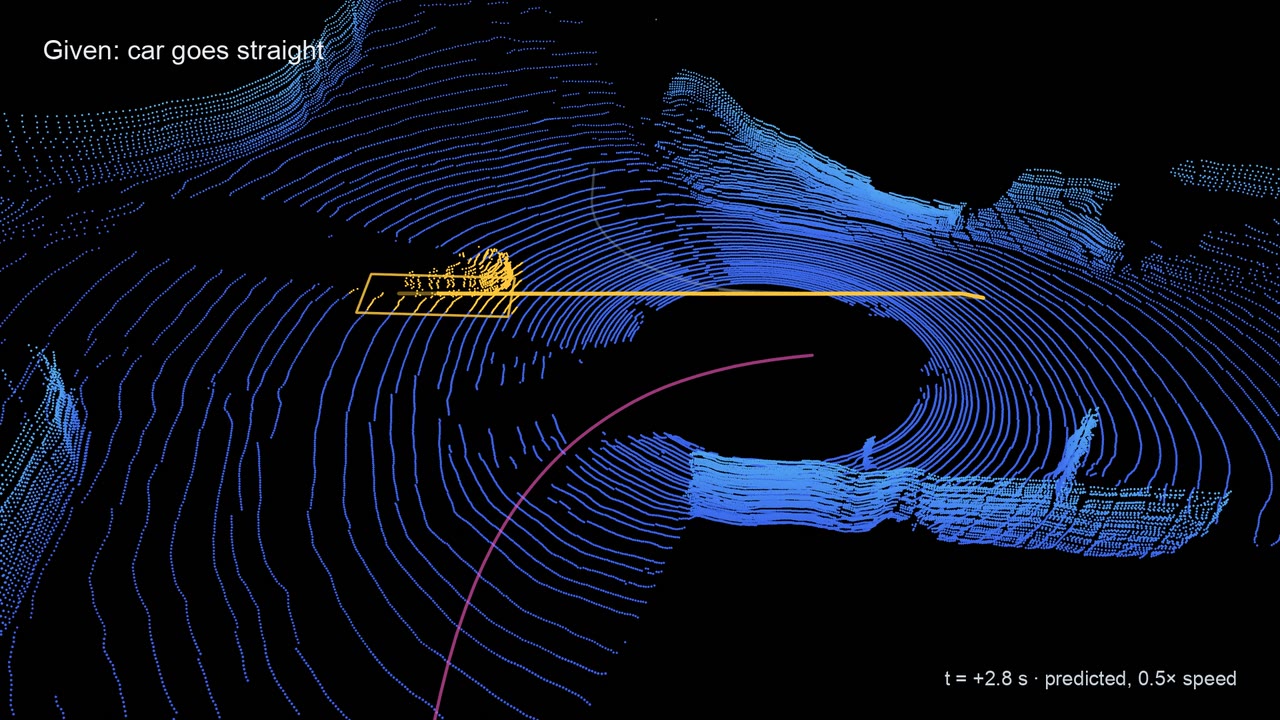 Given: car goes straight
t = +2.8 s · predicted, 0.5× speed